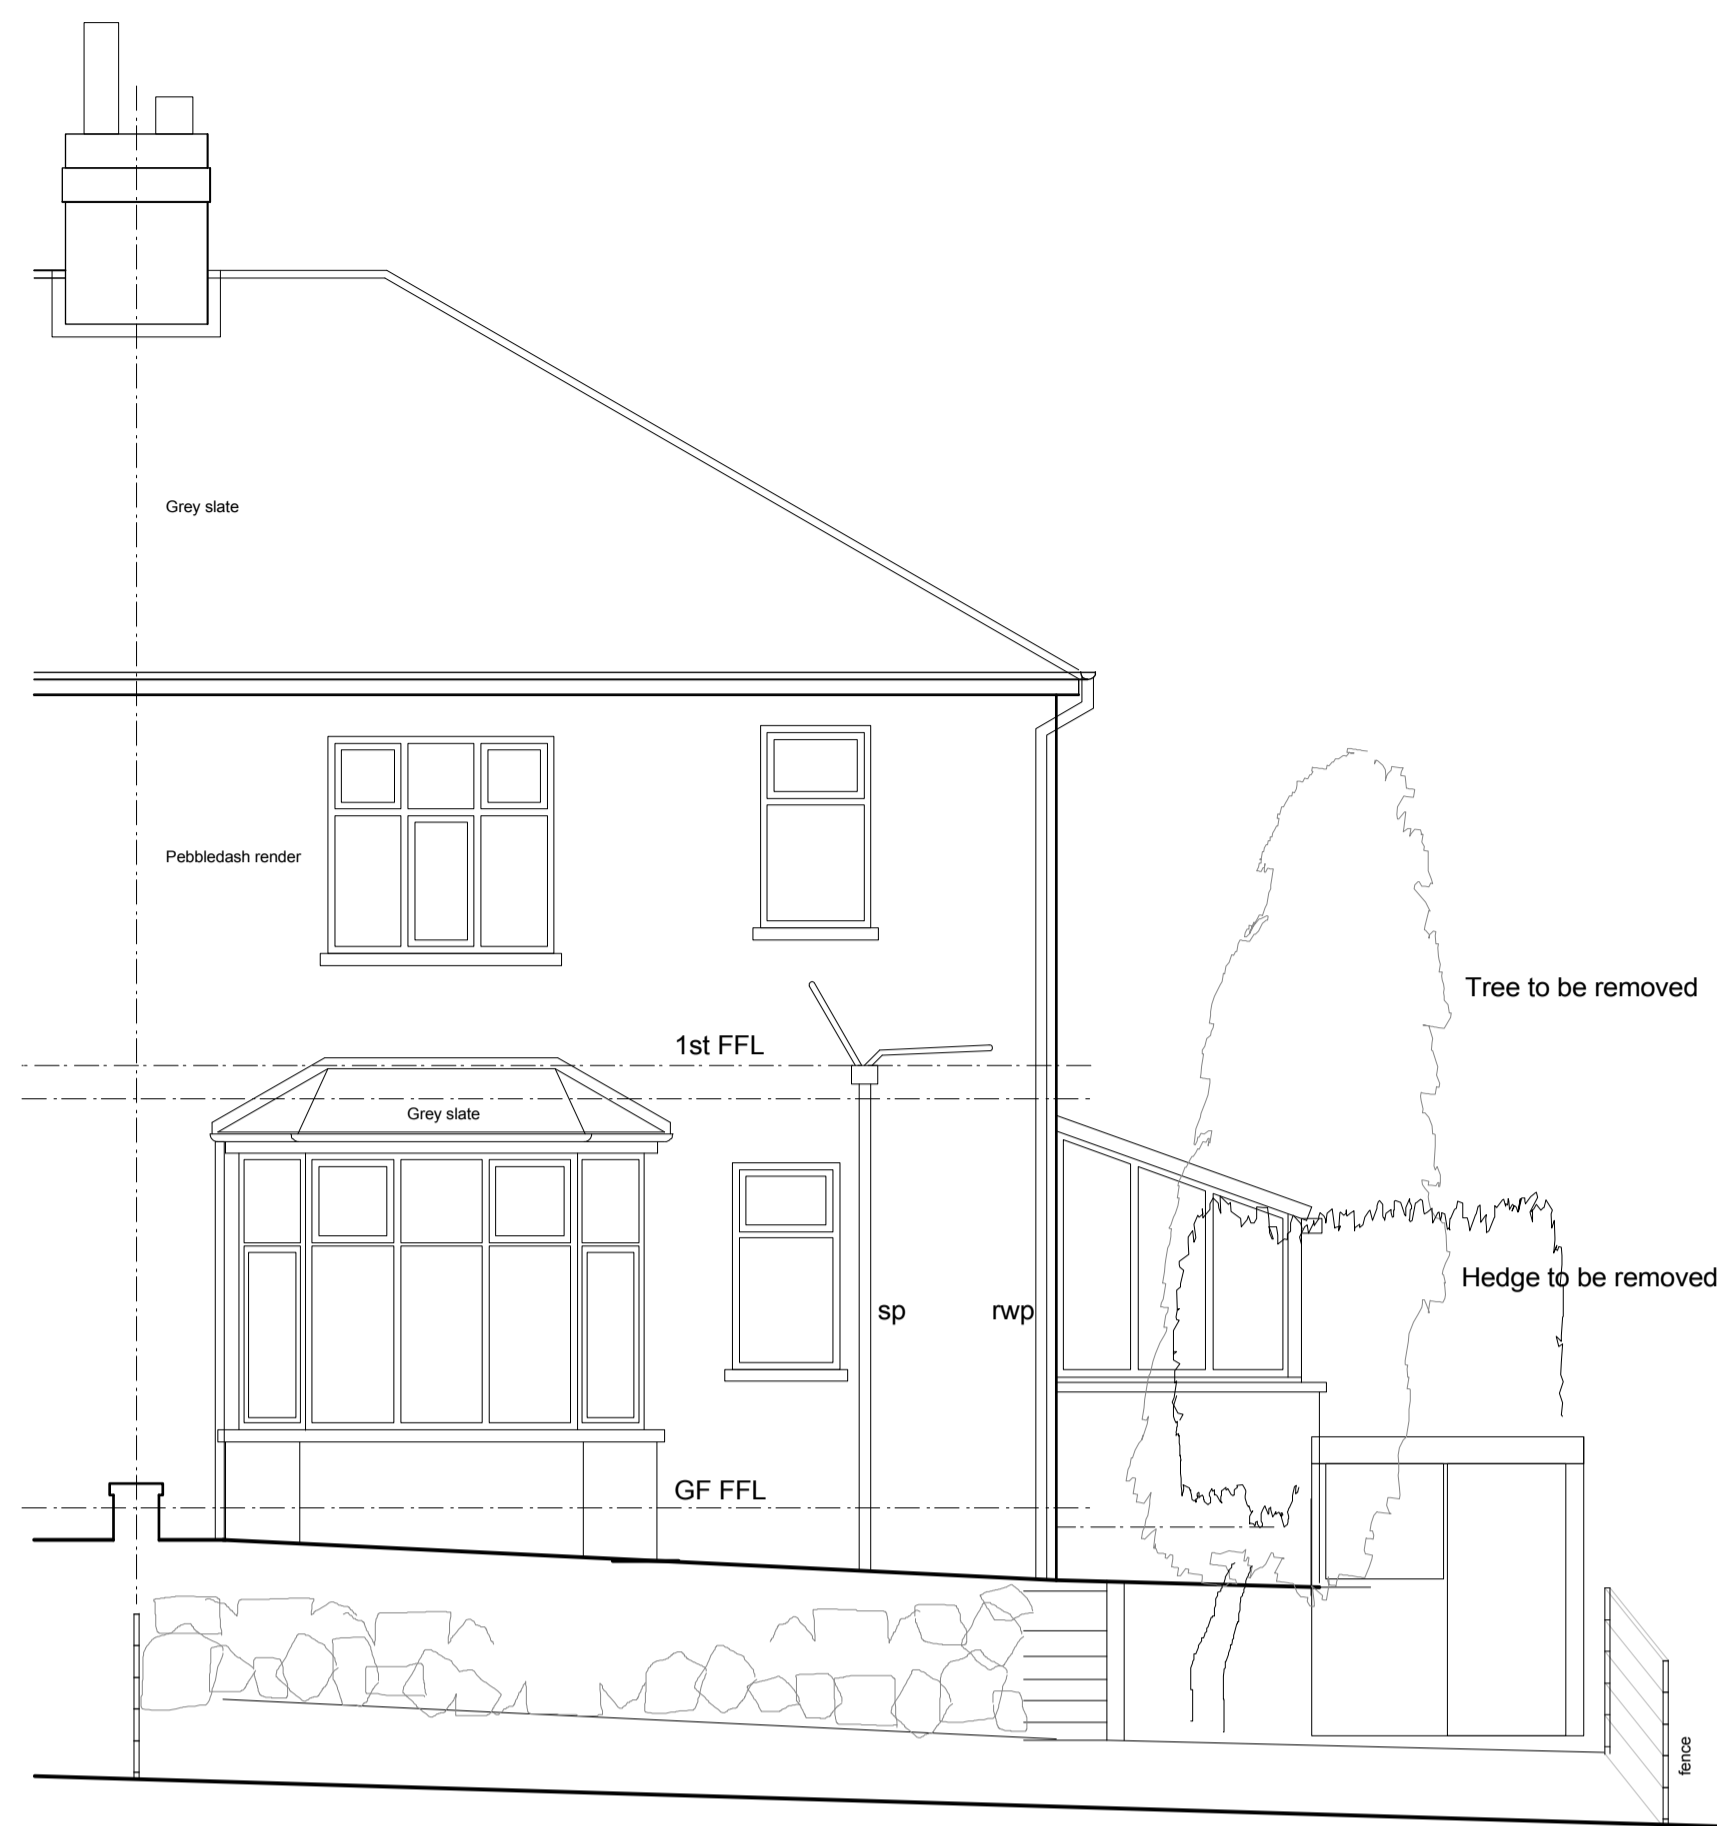 Grey slate
Pebbledash render
Tree to be removed
1st FFL
Grey slate
Hedge to be removed
sp
rwp
GF FFL
fence